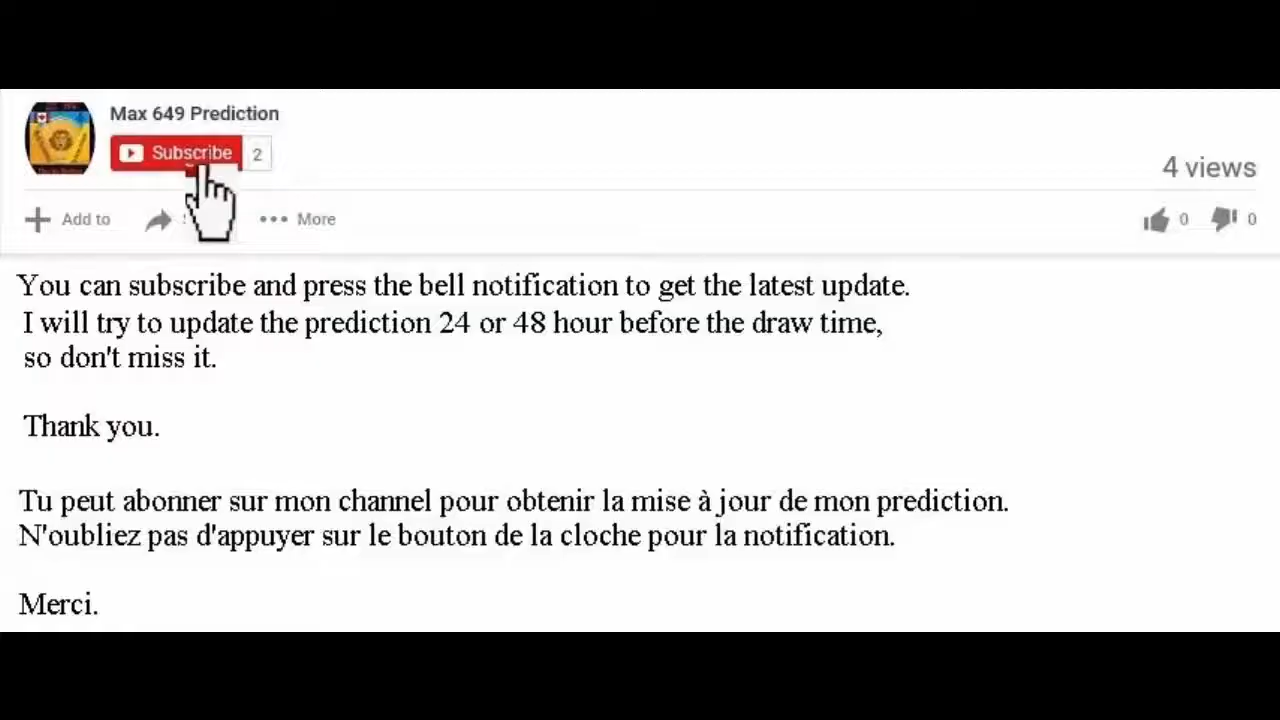 Max 649 Prediction
Subscribe 2
4 views
Add to
More
0 0
You can subscribe and press the bell notification to get the latest update.
I will try to update the prediction 24 or 48 hour before the draw time,
so don't miss it.
Thank you.
Tu peut abonner sur mon channel pour obtenir la mise à jour de mon prediction.
N'oubliez pas d'appuyer sur le bouton de la cloche pour la notification.
Merci.